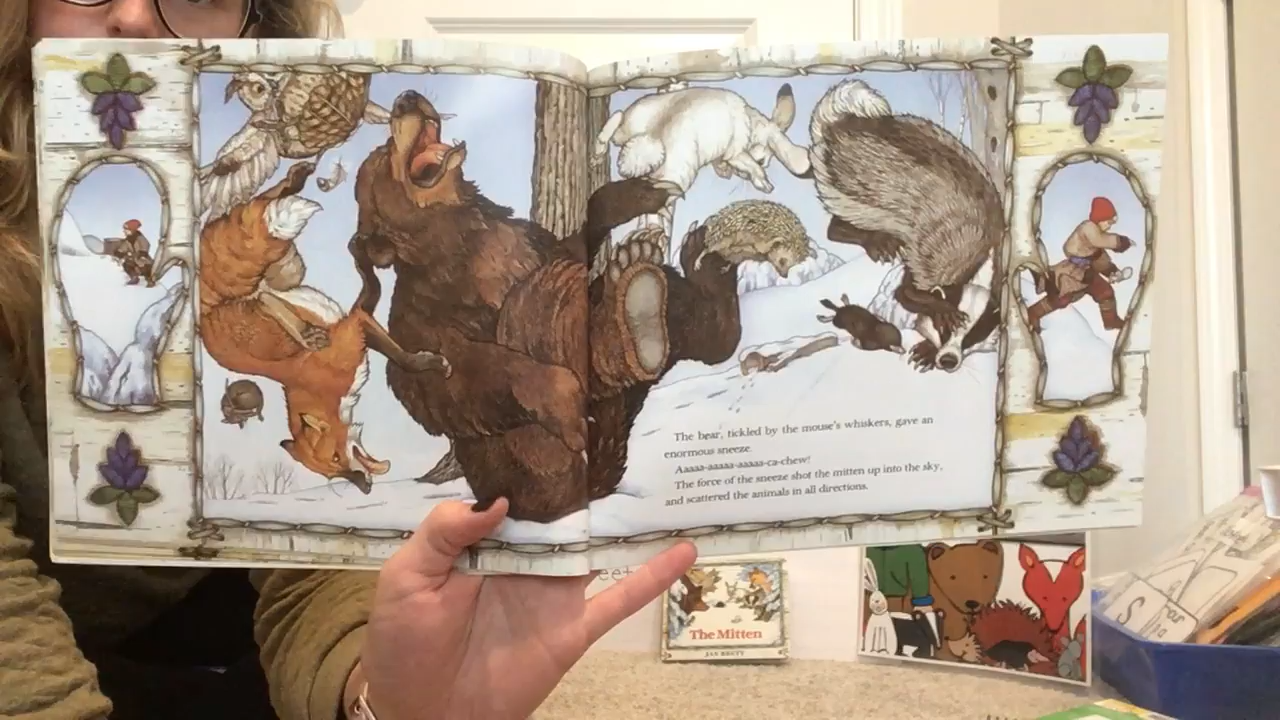 The bear, tickled by the mouse's whiskers, gave an
enormous sneeze.
Aaaaa-aaaaa-aaaaa-ca-chew!
The force of the sneeze shot the mitten up into the sky,
and scattered the animals in all directions.
The Mitten
JAN BRETT
S